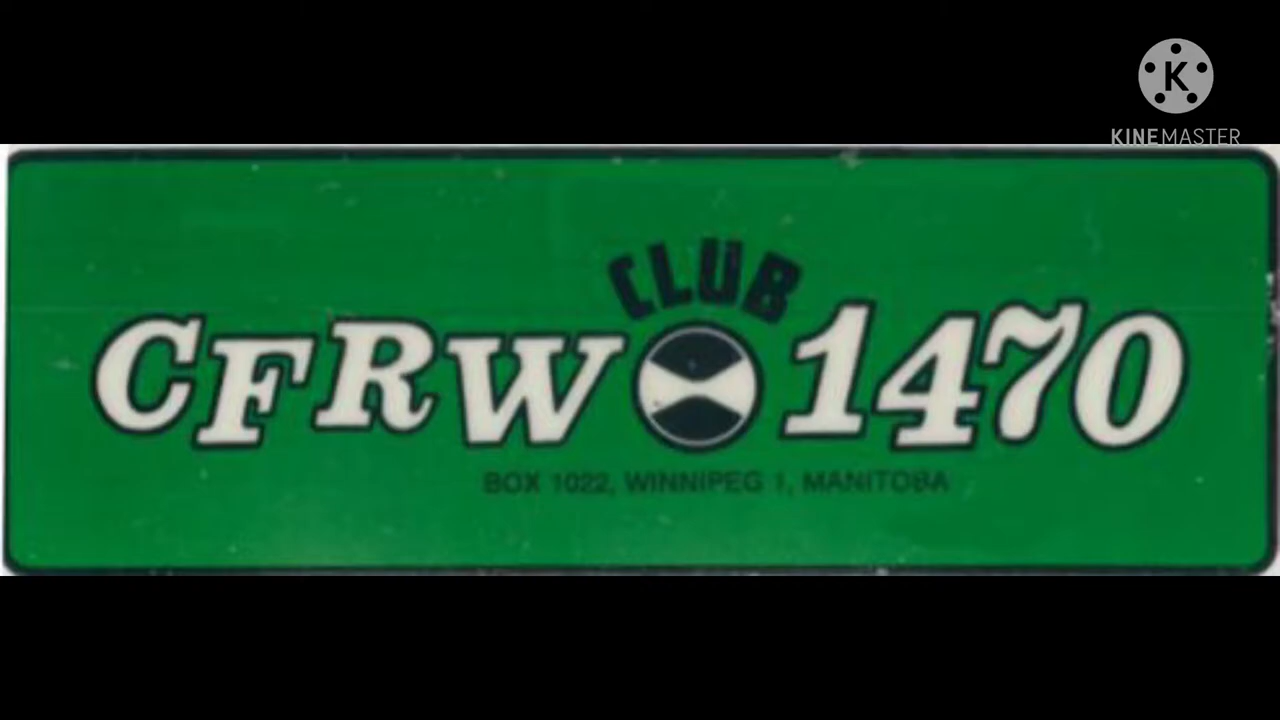 K
KINEMASTER
CLUB
CFRW 1470
BOX 1022, WINNIPEG 1, MANITOBA